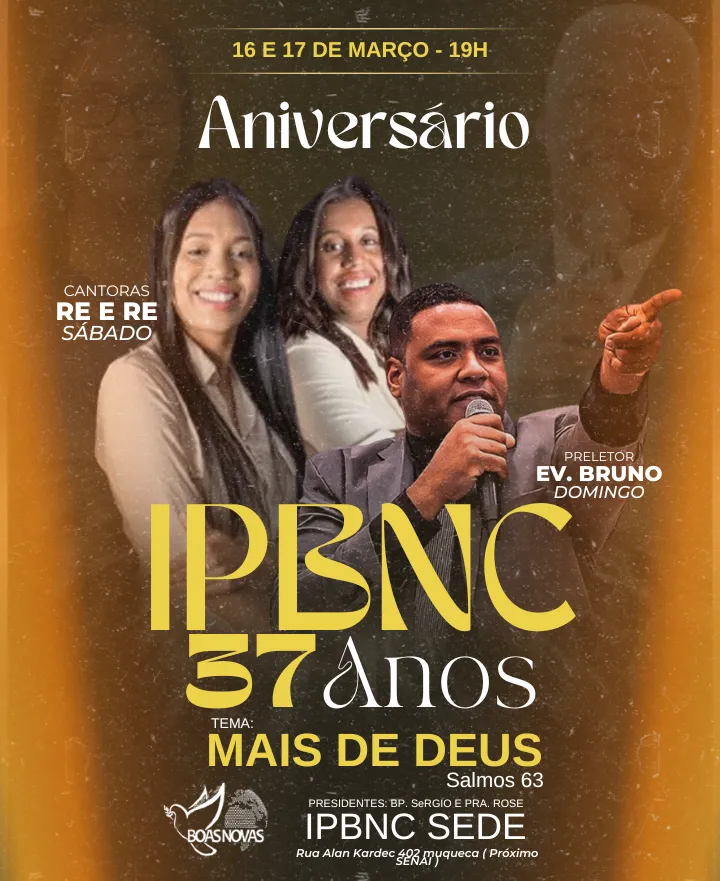 16 E 17 DE MARÇO - 19H
Aniversário
CANTORAS
RE E RE
SÁBADO
PRELETOR
EV. BRUNO
DOMINGO
IPBNC
37 Anos
TEMA:
MAIS DE DEUS
Salmos 63
BOAS NOVAS
PRESIDENTES: BP. SeRGIO E PRA. ROSE
IPBNC SEDE
Rua Alan Kardec 402 muqueca ( Próximo
SENAI )